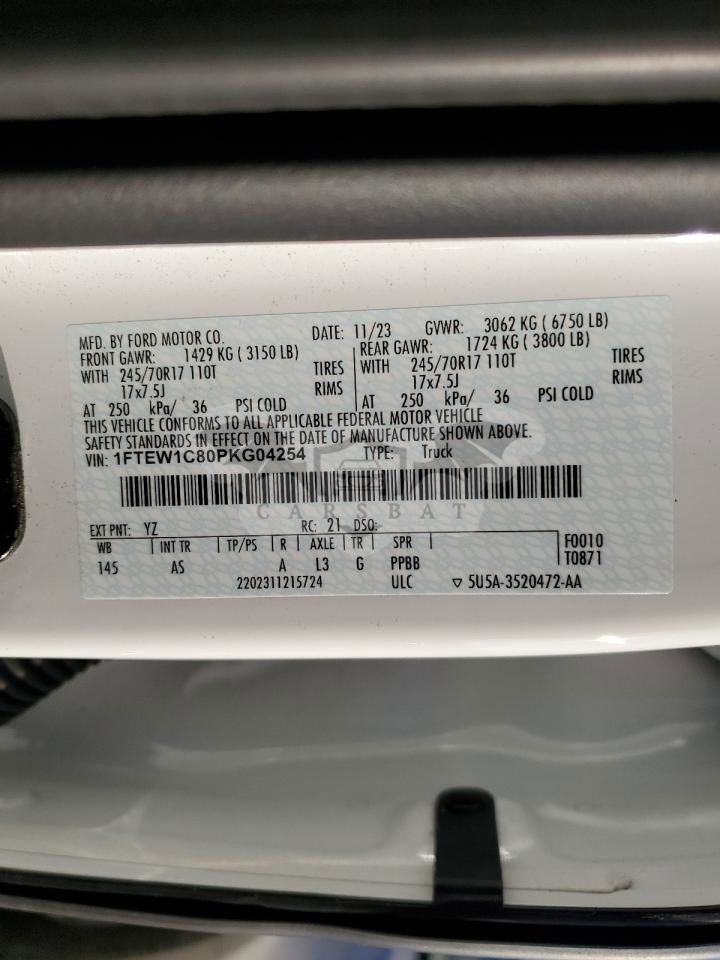 MFD. BY FORD MOTOR CO. DATE: 11/23 GVWR: 3062 KG ( 6750 LB)
FRONT GAWR: 1429 KG ( 3150 LB) REAR GAWR: 1724 KG ( 3800 LB)
WITH 245/70R17 110T TIRES WITH 245/70R17 110T TIRES
17x7.5J RIMS 17x7.5J RIMS
AT 250 kPa/ 36 PSI COLD AT 250 kPa/ 36 PSI COLD
THIS VEHICLE CONFORMS TO ALL APPLICABLE FEDERAL MOTOR VEHICLE
SAFETY STANDARDS IN EFFECT ON THE DATE OF MANUFACTURE SHOWN ABOVE.
VIN: 1FTEW1C80PKG04254 TYPE: Truck
CARSBAT
EXT PNT: YZ RC: 21 DSO:
WB INT TR TP/PS R AXLE TR SPR F0010
145 AS A L3 G PPBB T0871
2202311215724 ULC ▽ 5U5A-3520472-AA